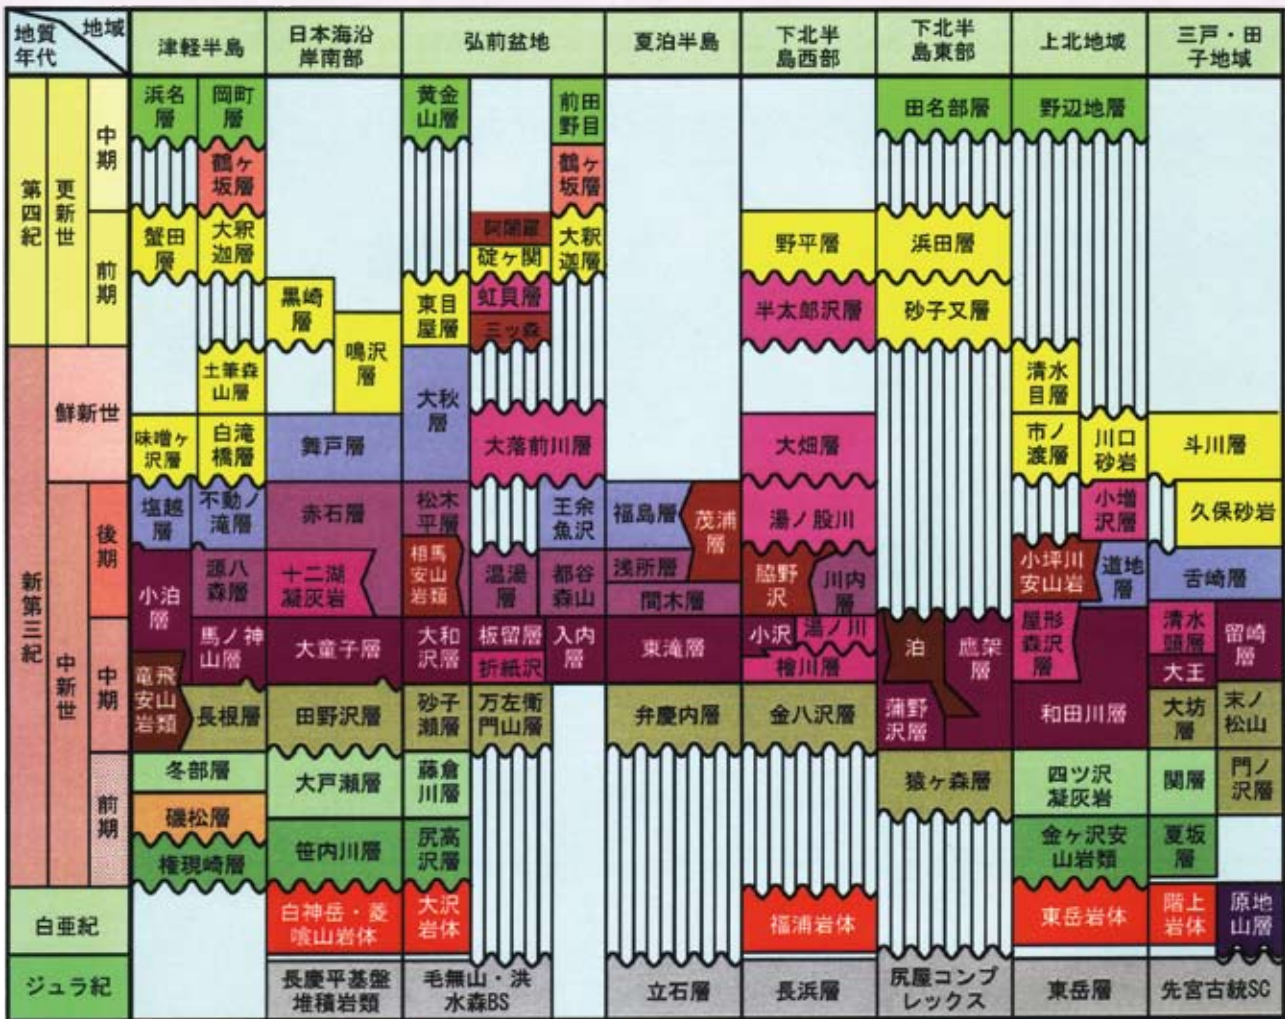 地質
年代
地域
津軽半島
日本海沿
岸南部
弘前盆地
夏泊半島
下北半
島西部
下北半
島東部
上北地域
三戸・田
子地域
第四紀
更新世
中期
前期
新第三紀
鮮新世
中新世
後期
中期
前期
白亜紀
ジュラ紀
浜名
層
岡町
層
鶴ヶ
坂層
蟹田
層
大釈
迦層
土筆森
山層
味噌ヶ
沢層
白滝
橋層
塩越
層
不動ノ
滝層
小泊
層
源八
森層
馬ノ神
山層
竜飛
安山
岩類
長根層
冬部層
磯松層
権現崎層
黒崎
層
鳴沢
層
舞戸層
赤石層
十二湖
凝灰岩
大童子層
田野沢層
大戸瀬層
笹内川層
白神岳・菱
喰山岩体
長慶平基盤
堆積岩類
黄金
山層
前田
野目
鶴ヶ
坂層
阿闍羅
碇ヶ関
大釈
迦層
東目
屋層
虹貝層
三ッ森
大秋
層
大落前川層
松木
平層
王余
魚沢
相馬
安山
岩類
温湯
層
都谷
森山
大和
沢層
板留層
折紙沢
入内
層
砂子
瀬層
万左衛
門山層
藤倉
川層
尻高
沢層
大沢
岩体
毛無山・洪
水森BS
福島層
茂浦
層
浅所層
間木層
東滝層
弁慶内層
立石層
野平層
半太郎沢層
大畑層
湯ノ股川
脇野
沢
川内
層
小沢
湯ノ川
檜川層
金八沢層
福浦岩体
長浜層
田名部層
浜田層
砂子又層
泊
鷹架
層
蒲野
沢層
猿ヶ森層
尻屋コンプ
レックス
野辺地層
清水
目層
市ノ
渡層
川口
砂岩
小増
沢層
小坪川
安山岩
道地
層
屋形
森沢
層
和田川層
四ツ沢
凝灰岩
金ヶ沢安
山岩類
東岳岩体
東岳層
斗川層
久保砂岩
舌崎層
清水
頭層
留崎
層
大王
大坊
層
末ノ
松山
関層
門ノ
沢層
夏坂
層
階上
岩体
原地
山層
先宮古統SC